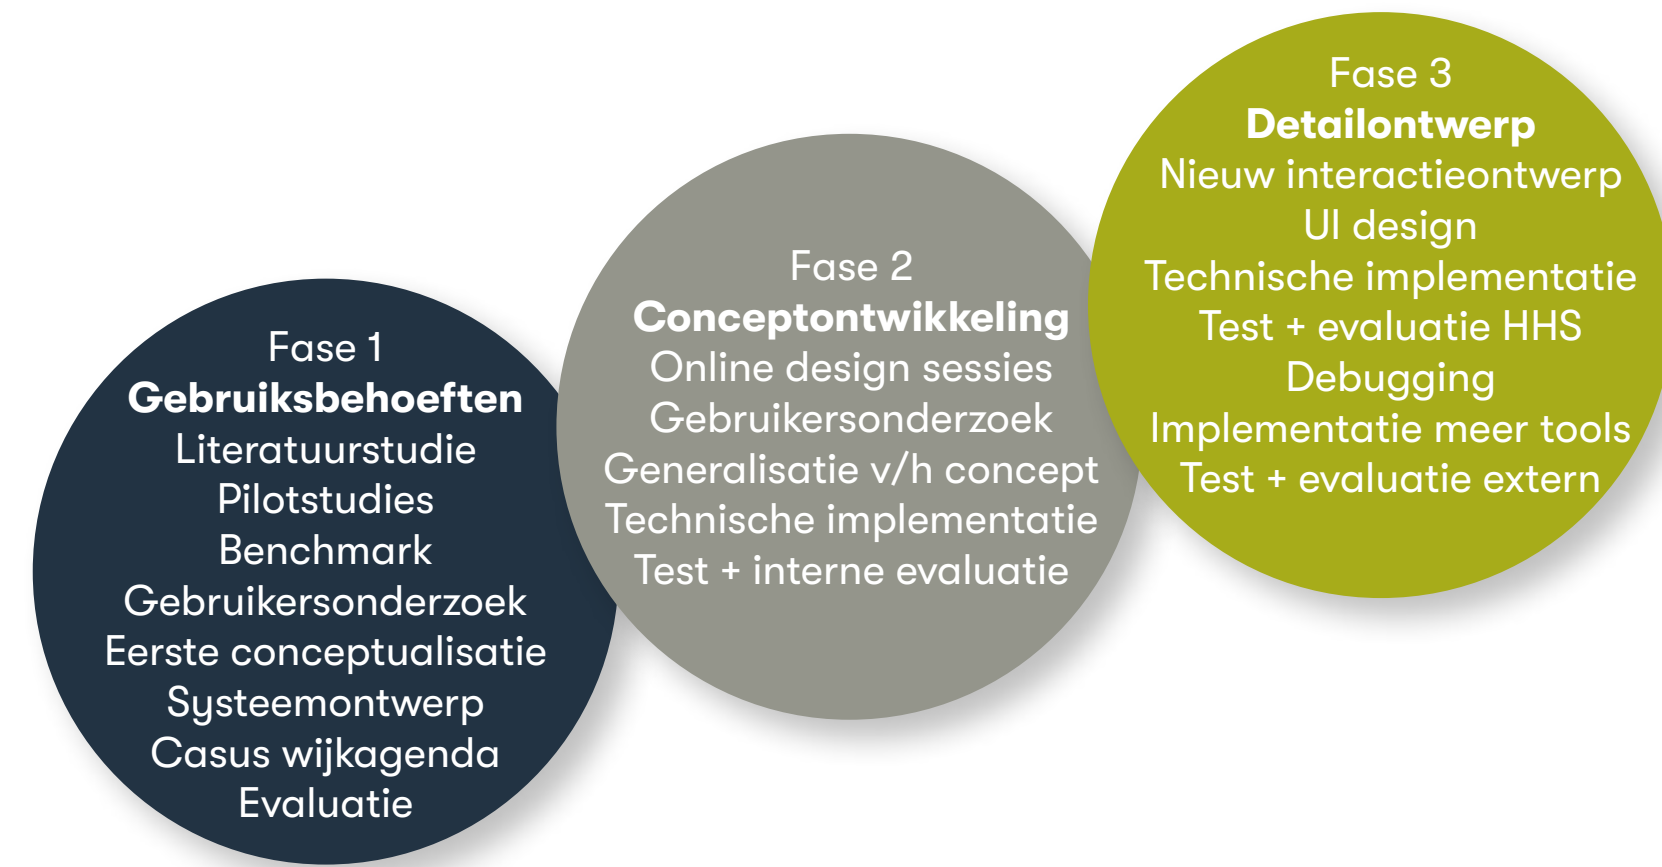 Fase 1
Gebruiksbehoeften
Literatuurstudie
Pilotstudies
Benchmark
Gebruikersonderzoek
Eerste conceptualisatie
Systeemontwerp
Casus wijkagenda
Evaluatie
Fase 2
Conceptontwikkeling
Online design sessies
Gebruikersonderzoek
Generalisatie v/h concept
Technische implementatie
Test + interne evaluatie
Fase 3
Detailontwerp
Nieuw interactieontwerp
UI design
Technische implementatie
Test + evaluatie HHS
Debugging
Implementatie meer tools
Test + evaluatie extern